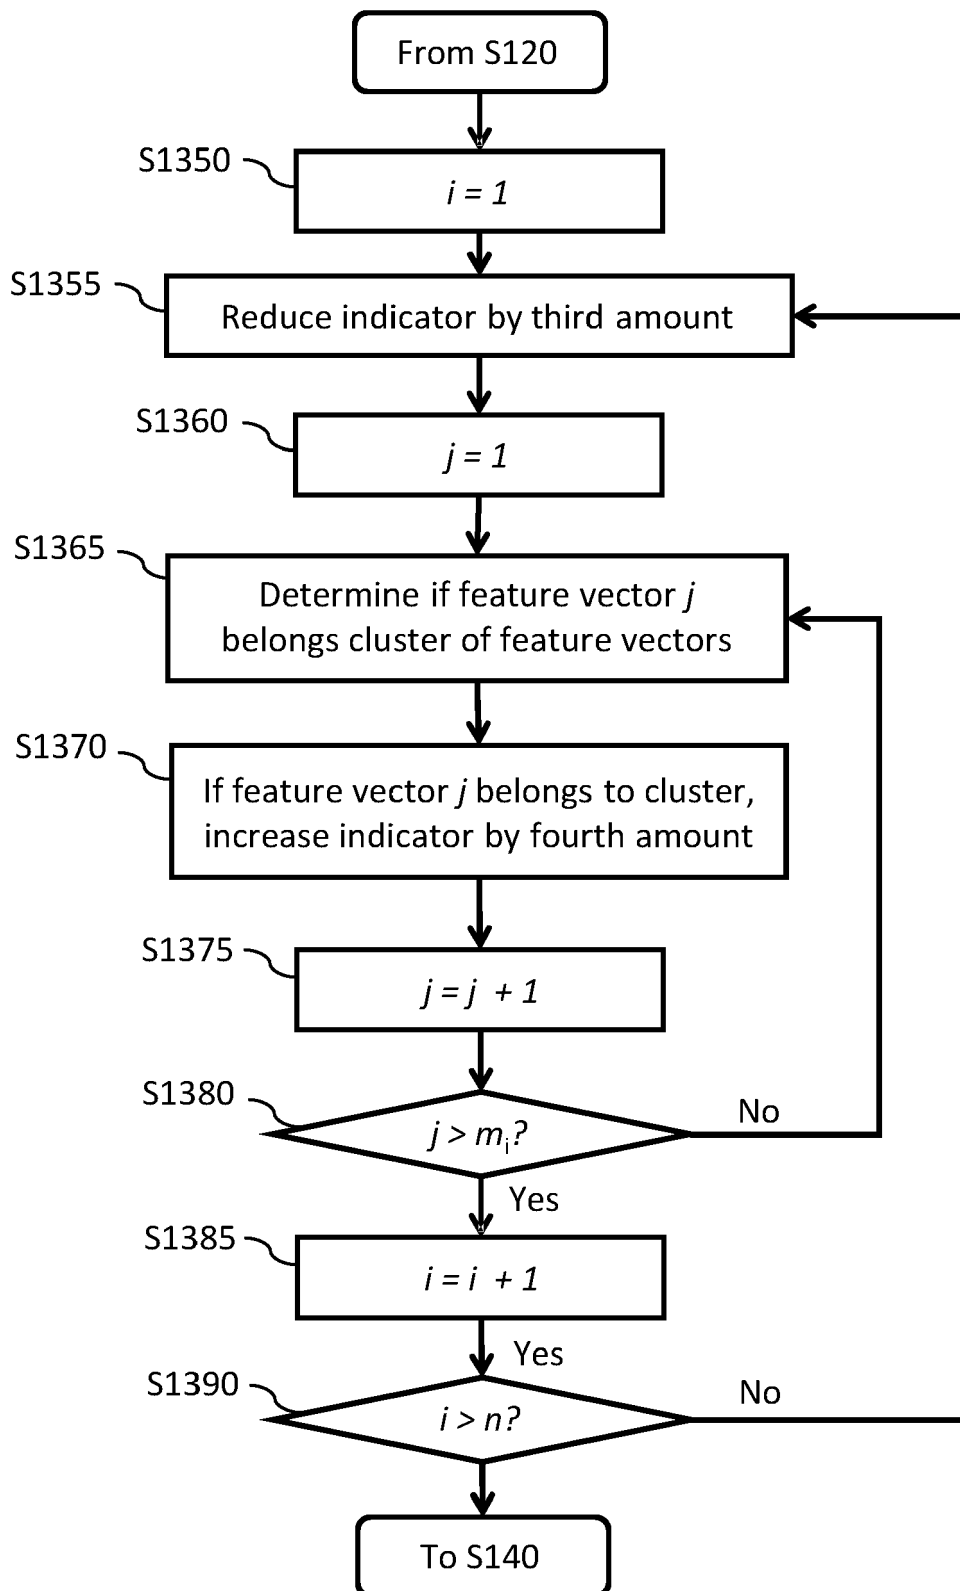 From S120
S1350
i = 1
S1355
Reduce indicator by third amount
S1360
j = 1
S1365
Determine if feature vector j
belongs cluster of feature vectors
S1370
If feature vector j belongs to cluster,
increase indicator by fourth amount
S1375
j = j + 1
S1380
j > mi?
No
Yes
S1385
i = i + 1
Yes
S1390
i > n?
No
To S140